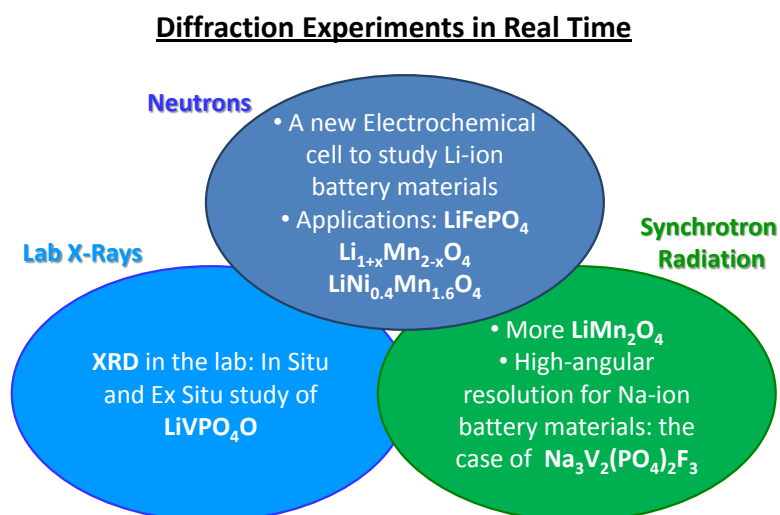 Diffraction Experiments in Real Time
Neutrons
• A new Electrochemical
cell to study Li-ion
battery materials
• Applications: LiFePO4
Li1+xMn2-xO4
LiNi0.4Mn1.6O4
Lab X-Rays
XRD in the lab: In Situ
and Ex Situ study of
LiVPO4O
Synchrotron
Radiation
• More LiMn2O4
• High-angular
resolution for Na-ion
battery materials: the
case of Na3V2(PO4)2F3